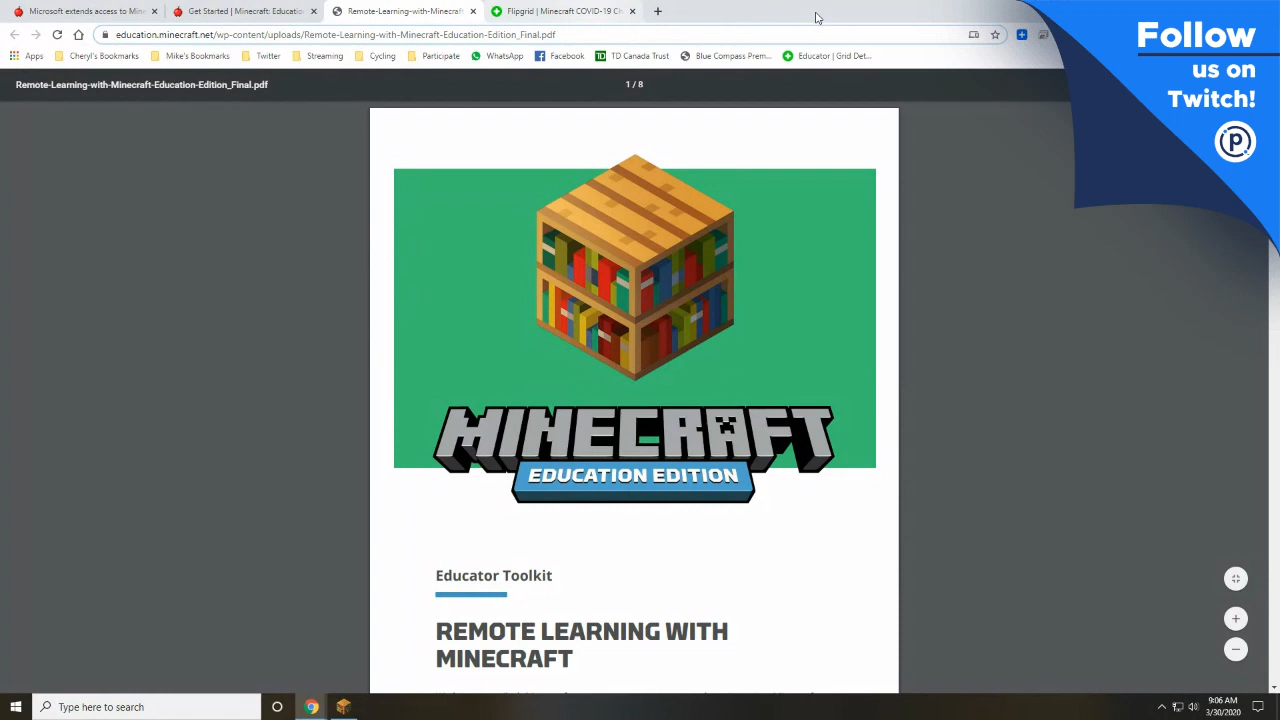 Microsoft extends access to Min
Get Started | Minecraft: Educatio
Remote-Learning-with-Minecraft
Flipgrid | Minecraft COVID-19 Ch
education.minecraft.net/wp-content/uploads/Remote-Learning-with-Minecraft-Education-Edition_Final.pdf
Apps
Cheryl's Bookmarks
Mike's Bookmarks
Twitter
Streaming
Cycling
Participate
WhatsApp
Facebook
TD Canada Trust
Blue Compass Prem...
Educator | Grid Det...
Remote-Learning-with-Minecraft-Education-Edition_Final.pdf
1 / 8
Follow
us on
Twitch!
p
MINECRAFT
EDUCATION EDITION
Educator Toolkit
REMOTE LEARNING WITH
MINECRAFT
Type here to search
9:06 AM
3/30/2020